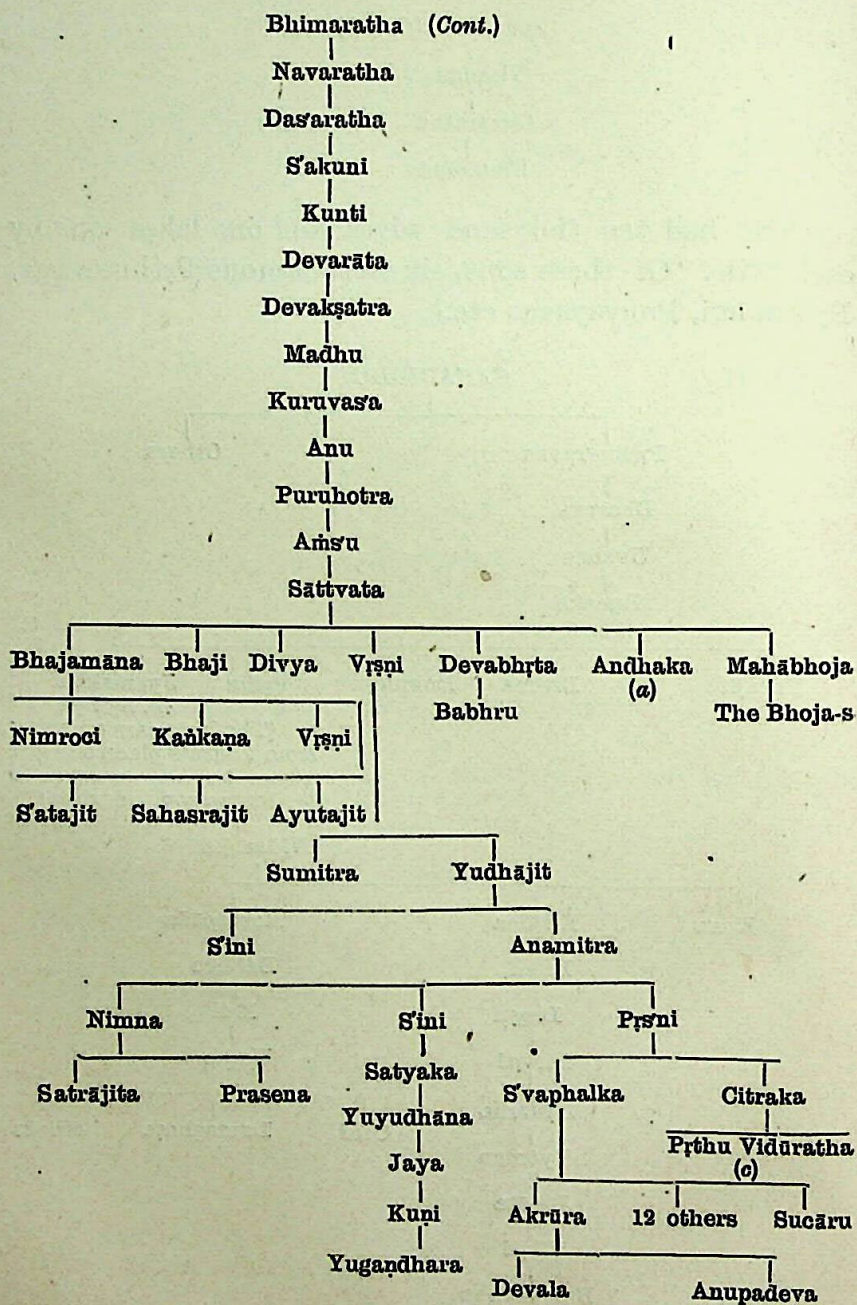 Bhimaratha (Cont.)
Navaratha
Das'aratha
S'akuni
Kunti
Devarāta
Devakṣatra
Madhu
Kuruvas'a
Anu
Puruhotra
Aṁs'u
Sāttvata
Bhajamāna Bhaji Divya Vṛṣṇi Devabhṛta Andhaka Mahābhoja
(a)
Babhru The Bhoja-s
Nimroci Kaṅkaṇa Vṛṣṇi
S'atajit Sahasrajit Ayutajit
Sumitra Yudhājit
S'ini Anamitra
Nimna S'ini Pṛs'ni
Satrājita Prasena Satyaka S'vaphalka Citraka
Yuyudhāna
Pṛthu Vidūratha
Jaya (c)
Kuṇi Akrūra 12 others Sucāru
Yugaṇdhara
Devala Anupadeva